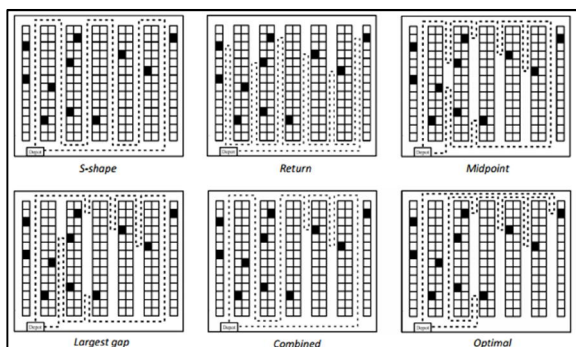 Depot
Depot
Depot
S-shape
Return
Midpoint
Depot
Depot
Depot
Largest gap
Combined
Optimal